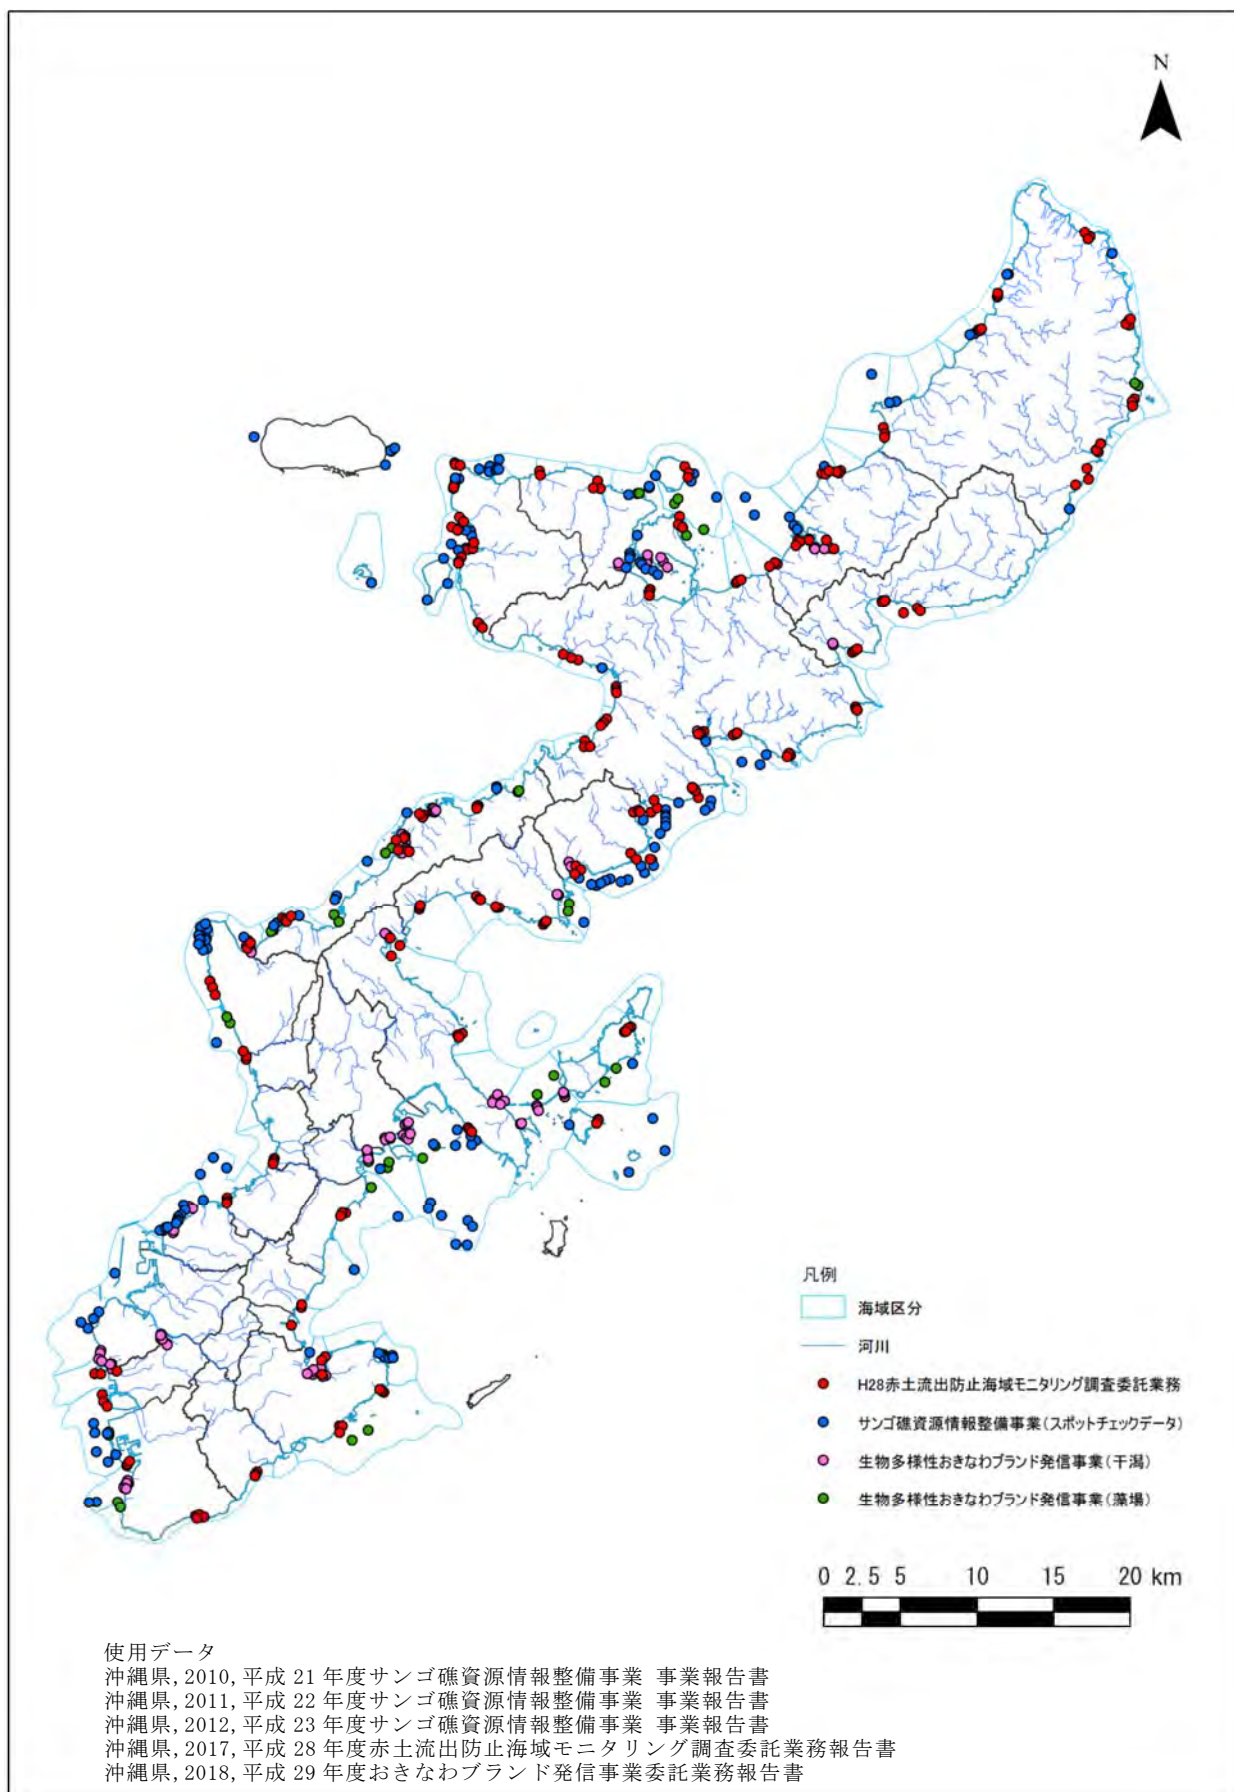 N
凡例
海域区分
河川
H28赤土流出防止海域モニタリング調査委託業務
サンゴ礁資源情報整備事業(スポットチェックデータ)
生物多様性おきなわブランド発信事業(干潟)
生物多様性おきなわブランド発信事業(藻場)
0 2.5 5 10 15 20 km
使用データ
沖縄県,2010,平成 21 年度サンゴ礁資源情報整備事業 事業報告書
沖縄県,2011,平成 22 年度サンゴ礁資源情報整備事業 事業報告書
沖縄県,2012,平成 23 年度サンゴ礁資源情報整備事業 事業報告書
沖縄県,2017,平成 28 年度赤土流出防止海域モニタリング調査委託業務報告書
沖縄県,2018,平成 29 年度おきなわブランド発信事業委託業務報告書